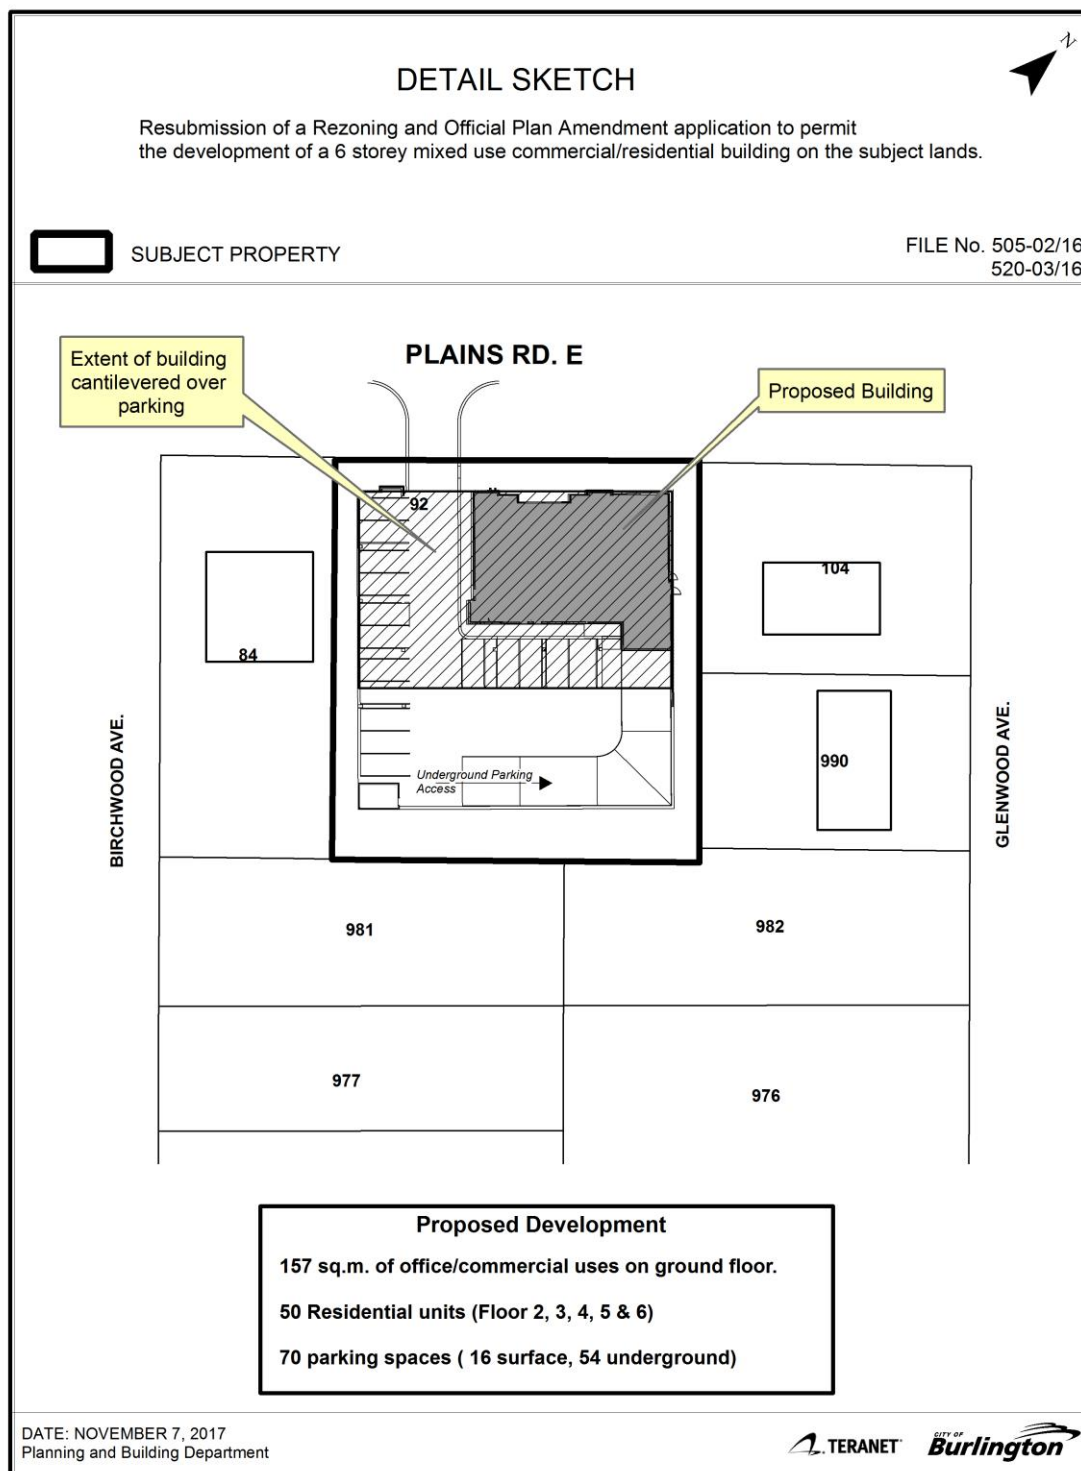 N
DETAIL SKETCH
Resubmission of a Rezoning and Official Plan Amendment application to permit
the development of a 6 storey mixed use commercial/residential building on the subject lands.
SUBJECT PROPERTY
FILE No. 505-02/16
520-03/16
PLAINS RD. E
Extent of building
cantilevered over
parking
Proposed Building
92
104
84
990
BIRCHWOOD AVE.
GLENWOOD AVE.
Underground Parking
Access
981
982
977
976
Proposed Development
157 sq.m. of office/commercial uses on ground floor.
50 Residential units (Floor 2, 3, 4, 5 & 6)
70 parking spaces ( 16 surface, 54 underground)
DATE: NOVEMBER 7, 2017
Planning and Building Department
TERANET
CITY OF
Burlington